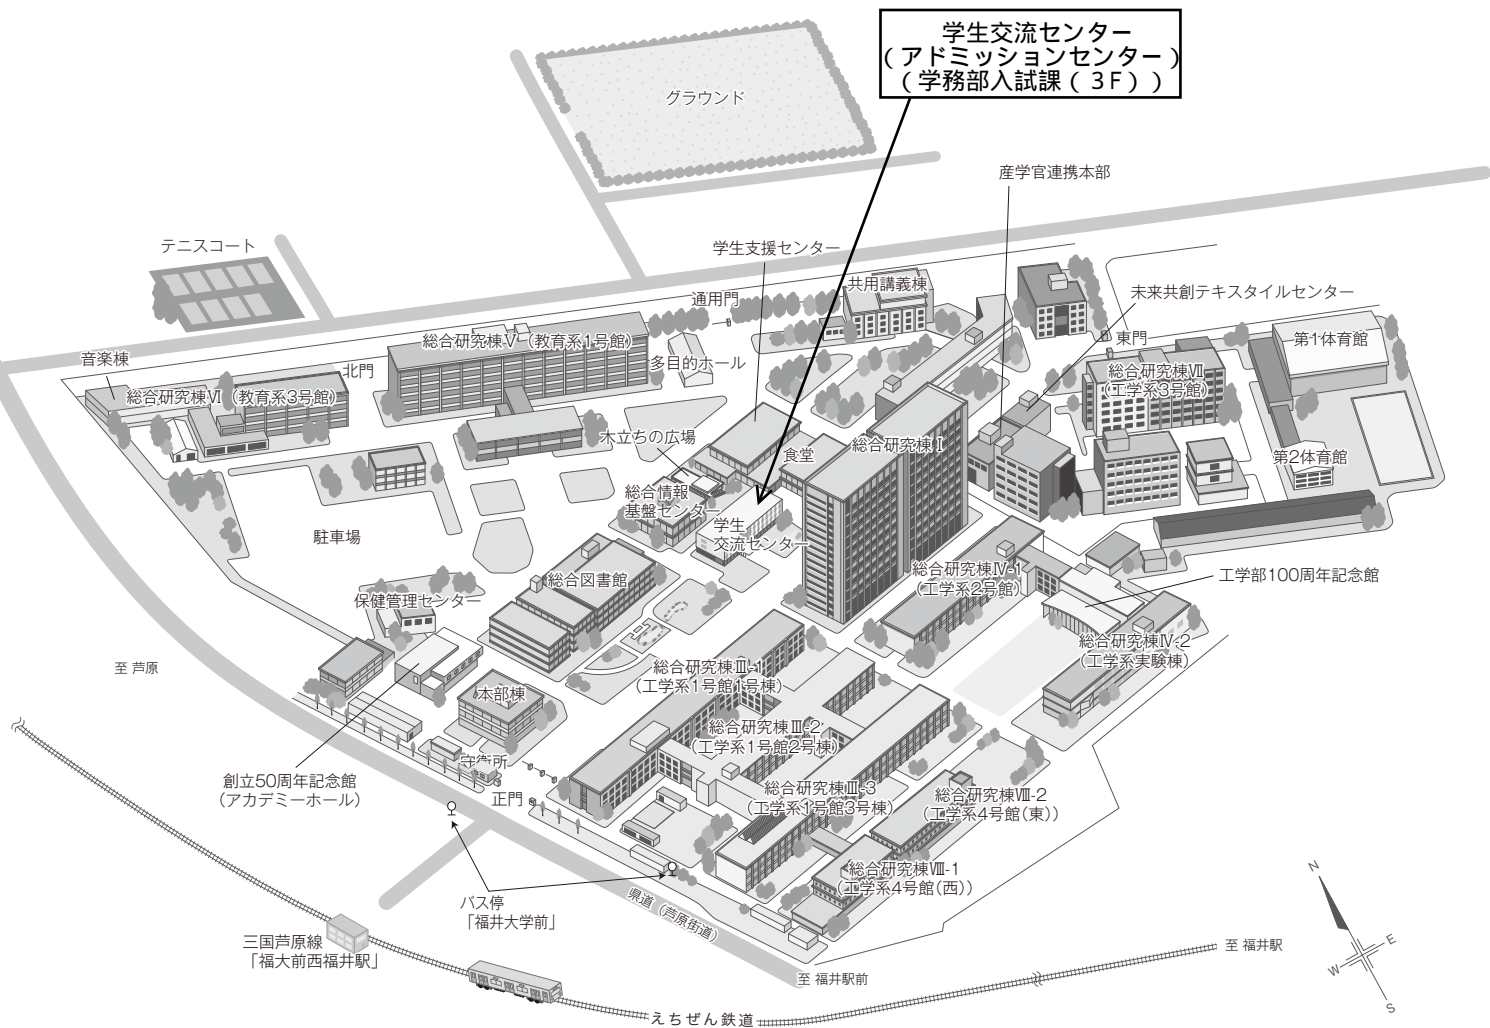 学生交流センター
(アドミッションセンター)
(学務部入試課(3F))
グラウンド
産学官連携本部
テニスコート
学生支援センター
共用講義棟
未来共創テキスタイルセンター
通用門
東門
第1体育館
総合研究棟Ⅴ(教育系1号館)
音楽棟
北門
多目的ホール
総合研究棟Ⅶ
(工学系3号館)
総合研究棟Ⅵ(教育系3号館)
木立ちの広場
食堂
総合研究棟Ⅰ
第2体育館
総合情報
基盤センター
学生
交流センター
駐車場
総合研究棟Ⅳ-1
(工学系2号館)
工学部100周年記念館
総合図書館
保健管理センター
総合研究棟Ⅳ-2
(工学系実験棟)
至 芦原
総合研究棟Ⅲ-1
(工学系1号館1号棟)
本部棟
総合研究棟Ⅲ-2
(工学系1号館2号棟)
守衛所
創立50周年記念館
(アカデミーホール)
正門
総合研究棟Ⅲ-3
(工学系1号館3号棟)
総合研究棟Ⅷ-2
(工学系4号館(東))
総合研究棟Ⅷ-1
(工学系4号館(西))
バス停
「福井大学前」
県道(芦原街道)
三国芦原線
「福大前西福井駅」
至 福井駅
至 福井駅前
えちぜん鉄道
N
E
W
S